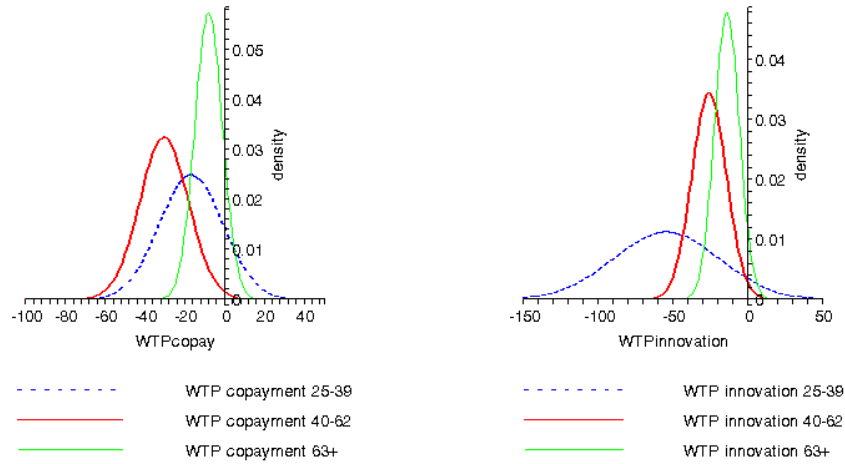 0.05
0.04
0.03
0.02
0.01
0
density
-100 -80 -60 -40 -20 0 20 40
WTPcopay
WTP copayment 25-39
WTP copayment 40-62
WTP copayment 63+
0.04
0.03
0.02
0.01
0
density
-150 -100 -50 0 50
WTPinnovation
WTP innovation 25-39
WTP innovation 40-62
WTP innovation 63+